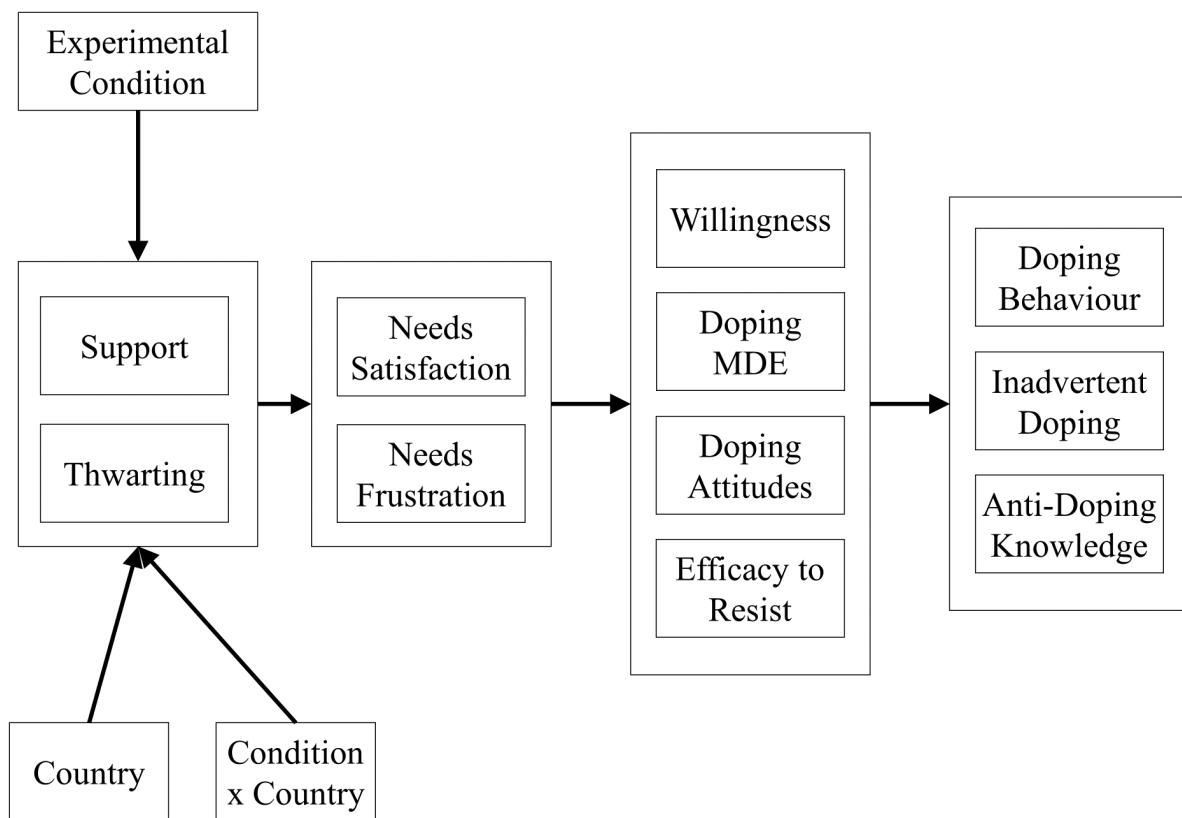 Experimental
Condition
Support
Thwarting
Needs
Satisfaction
Needs
Frustration
Willingness
Doping
MDE
Doping
Attitudes
Efficacy to
Resist
Doping
Behaviour
Inadvertent
Doping
Anti-Doping
Knowledge
Country
Condition
x Country